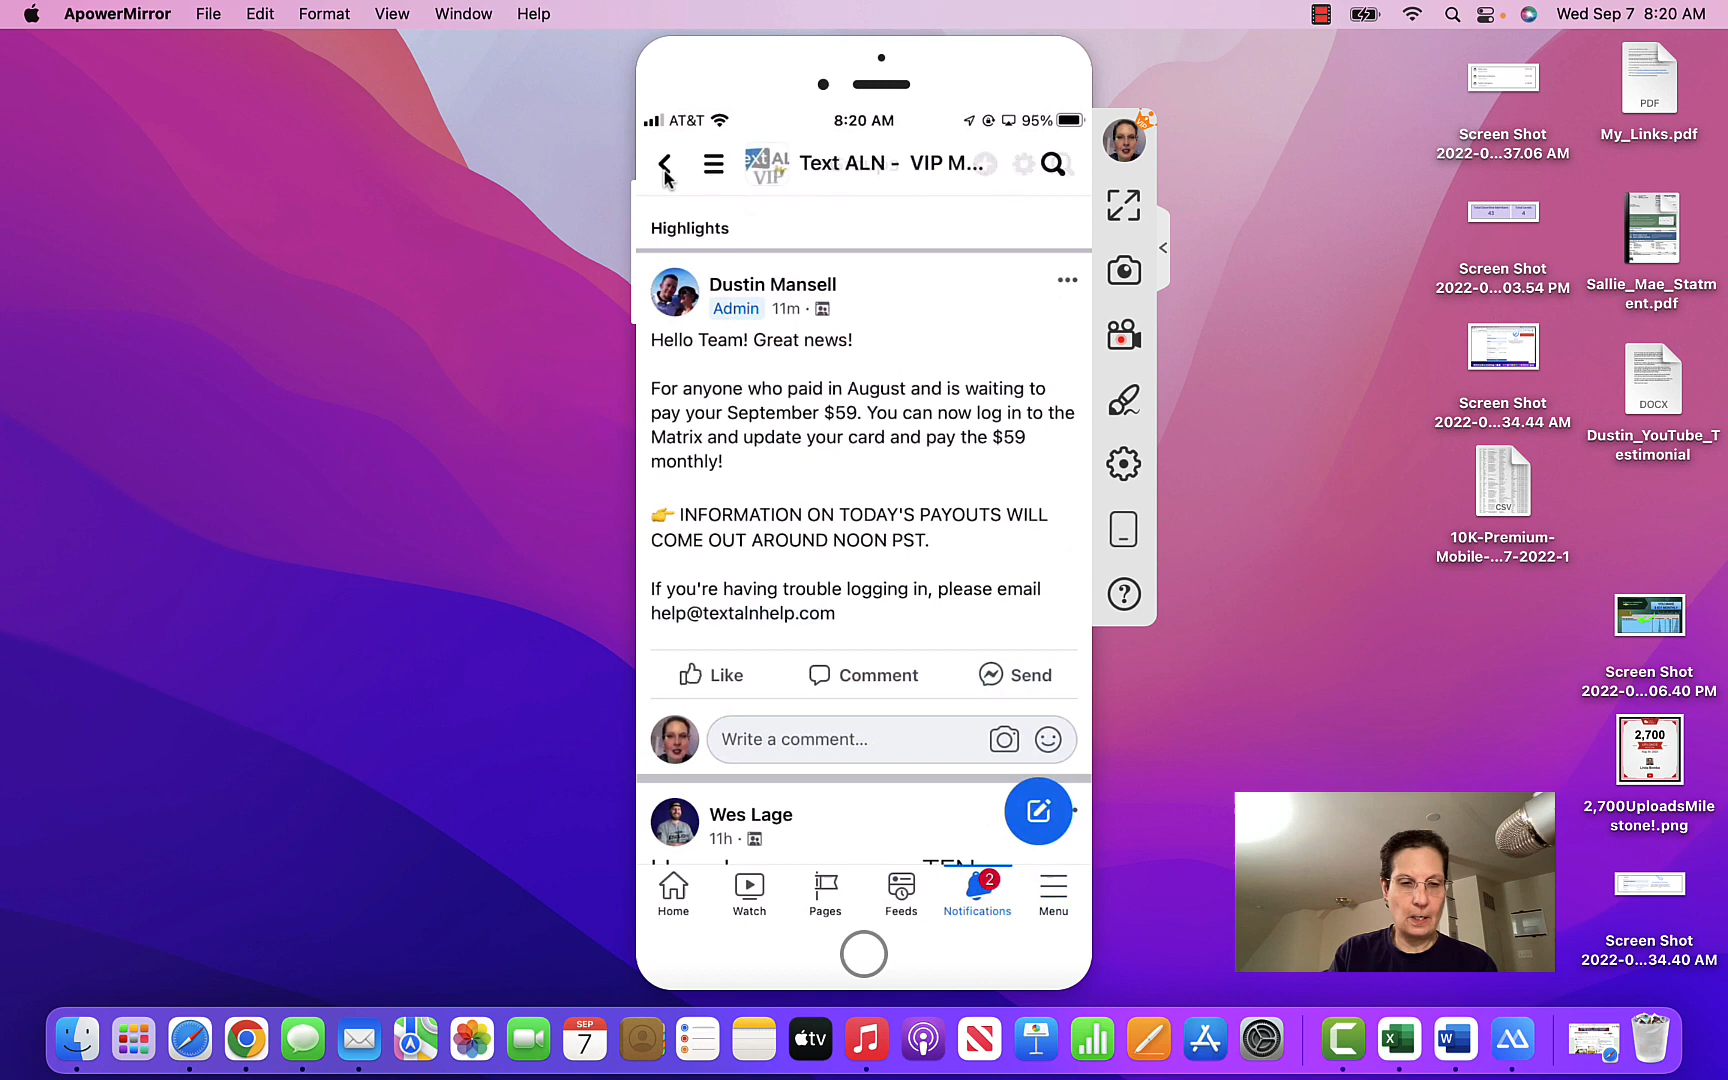 ApowerMirror File Edit Format View Window Help
Wed Sep 7 8:20 AM
AT&T 8:20 AM 95%
Text ALN - VIP M...
Highlights
Dustin Mansell
Admin 11m ·
Hello Team! Great news!
For anyone who paid in August and is waiting to
pay your September $59. You can now log in to the
Matrix and update your card and pay the $59
monthly!
👉 INFORMATION ON TODAY'S PAYOUTS WILL
COME OUT AROUND NOON PST.
If you're having trouble logging in, please email
help@textalnhelp.com
Like Comment Send
Write a comment...
Wes Lage
11h ·
Home Watch Pages Feeds Notifications Menu
2
Screen Shot
2022-0...37.06 AM
PDF
My_Links.pdf
Screen Shot
2022-0...03.54 PM
Sallie_Mae_Statm
ent.pdf
Screen Shot
2022-0...34.44 AM
DOCX
Dustin_YouTube_T
estimonial
CSV
10K-Premium-
Mobile-...7-2022-1
Screen Shot
2022-0...06.40 PM
2,700
2,700UploadsMile
stone!.png
Screen Shot
2022-0...34.40 AM
SEP
7
tv